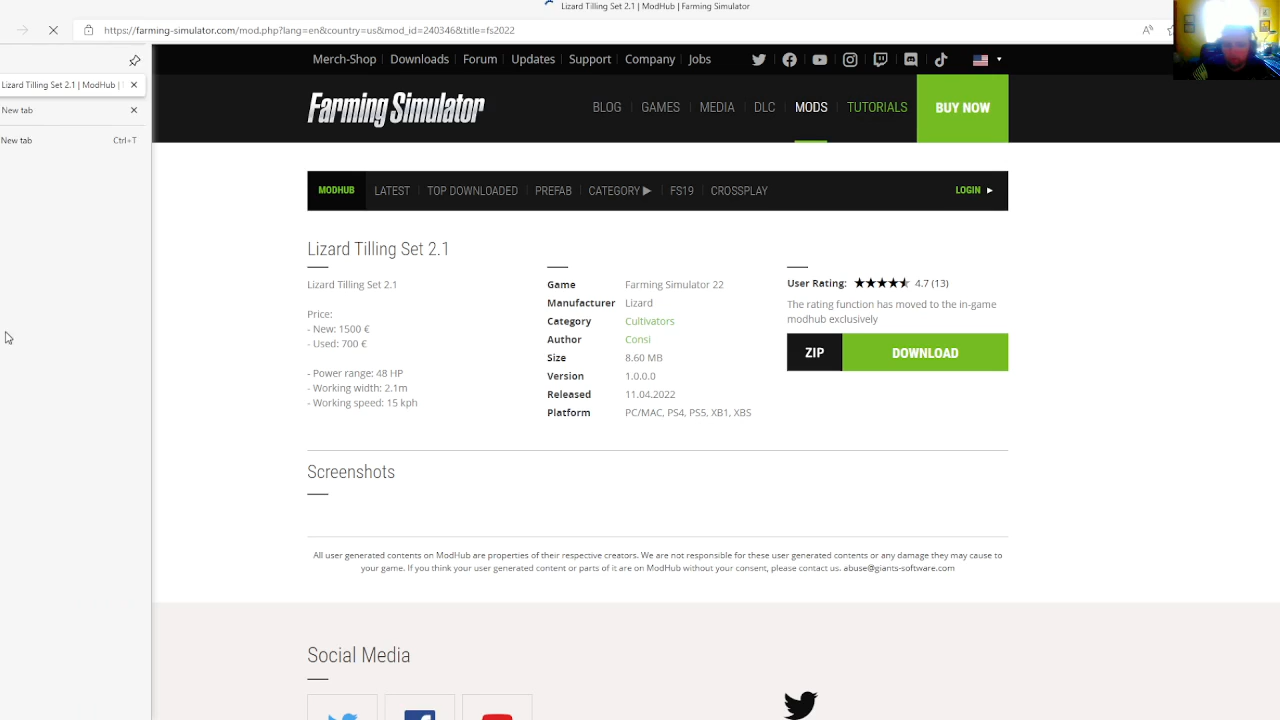 Lizard Tilling Set 2.1 | ModHub | Farming Simulator
https://farming-simulator.com/mod.php?lang=en&country=us&mod_id=240346&title=fs2022
Lizard Tilling Set 2.1 | ModHub |
New tab
New tab Ctrl+T
Merch-Shop Downloads Forum Updates Support Company Jobs
Farming Simulator
BLOG GAMES MEDIA DLC MODS TUTORIALS BUY NOW
MODHUB LATEST TOP DOWNLOADED PREFAB CATEGORY FS19 CROSSPLAY LOGIN
Lizard Tilling Set 2.1
Lizard Tilling Set 2.1
Price:
- New: 1500 €
- Used: 700 €
- Power range: 48 HP
- Working width: 2.1m
- Working speed: 15 kph
Game Farming Simulator 22
Manufacturer Lizard
Category Cultivators
Author Consi
Size 8.60 MB
Version 1.0.0.0
Released 11.04.2022
Platform PC/MAC, PS4, PS5, XB1, XBS
User Rating: 4.7 (13)
The rating function has moved to the in-game
modhub exclusively
ZIP DOWNLOAD
Screenshots
All user generated contents on ModHub are properties of their respective creators. We are not responsible for these user generated contents or any damage they may cause to
your game. If you think your user generated content or parts of it are on ModHub without your consent, please contact us. abuse@giants-software.com
Social Media